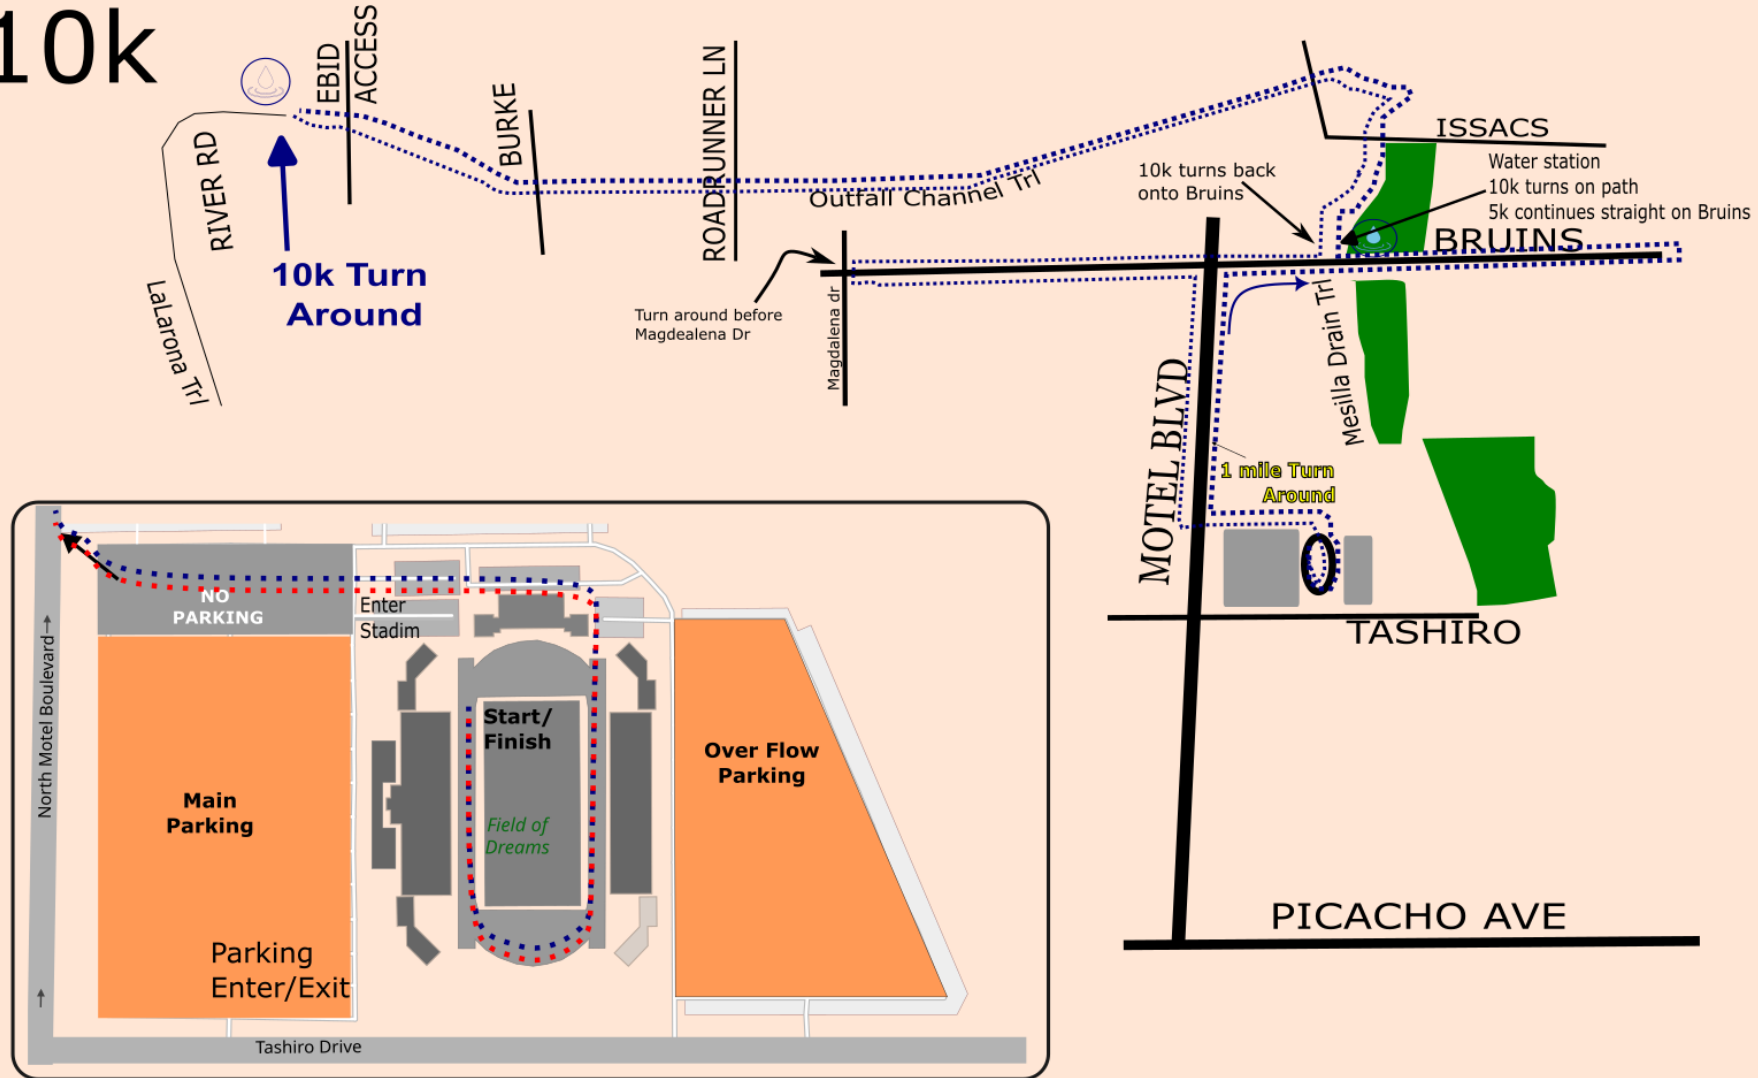 10k
EBID
ACCESS
BURKE
ROADRUNNER LN
RIVER RD
LaLarona Trl
10k Turn
Around
Outfall Channel Trl
Turn around before
Magdealena Dr
Magdalena dr
10k turns back
onto Bruins
ISSACS
Water station
10k turns on path
5k continues straight on Bruins
BRUINS
Mesilla Drain Trl
MOTEL BLVD
1 mile Turn
Around
TASHIRO
PICACHO AVE
NO
PARKING
Enter
Stadim
North Motel Boulevard
Start/
Finish
Field of
Dreams
Main
Parking
Over Flow
Parking
Parking
Enter/Exit
Tashiro Drive